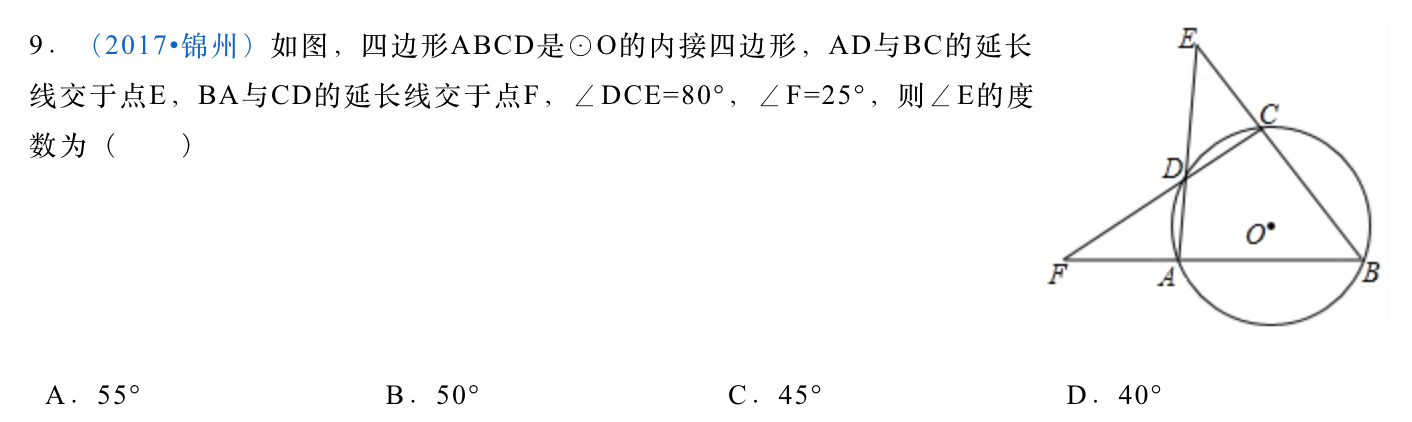 9．（2017•锦州）如图，四边形ABCD是⊙O的内接四边形，AD与BC的延长
线交于点E，BA与CD的延长线交于点F，∠DCE=80°，∠F=25°，则∠E的度
数为（　　）
E
C
D
O
F
A
B
A．55°
B．50°
C．45°
D．40°